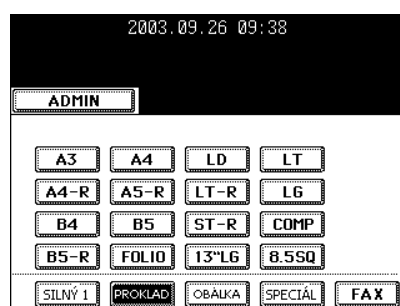 2003.09.26 09:38
ADMIN
A3 A4 LD LT
A4-R A5-R LT-R LG
B4 B5 ST-R COMP
B5-R FOLIO 13"LG 8.5SQ
SILNÝ 1 PROKLAD OBÁLKA SPECIÁL FAX